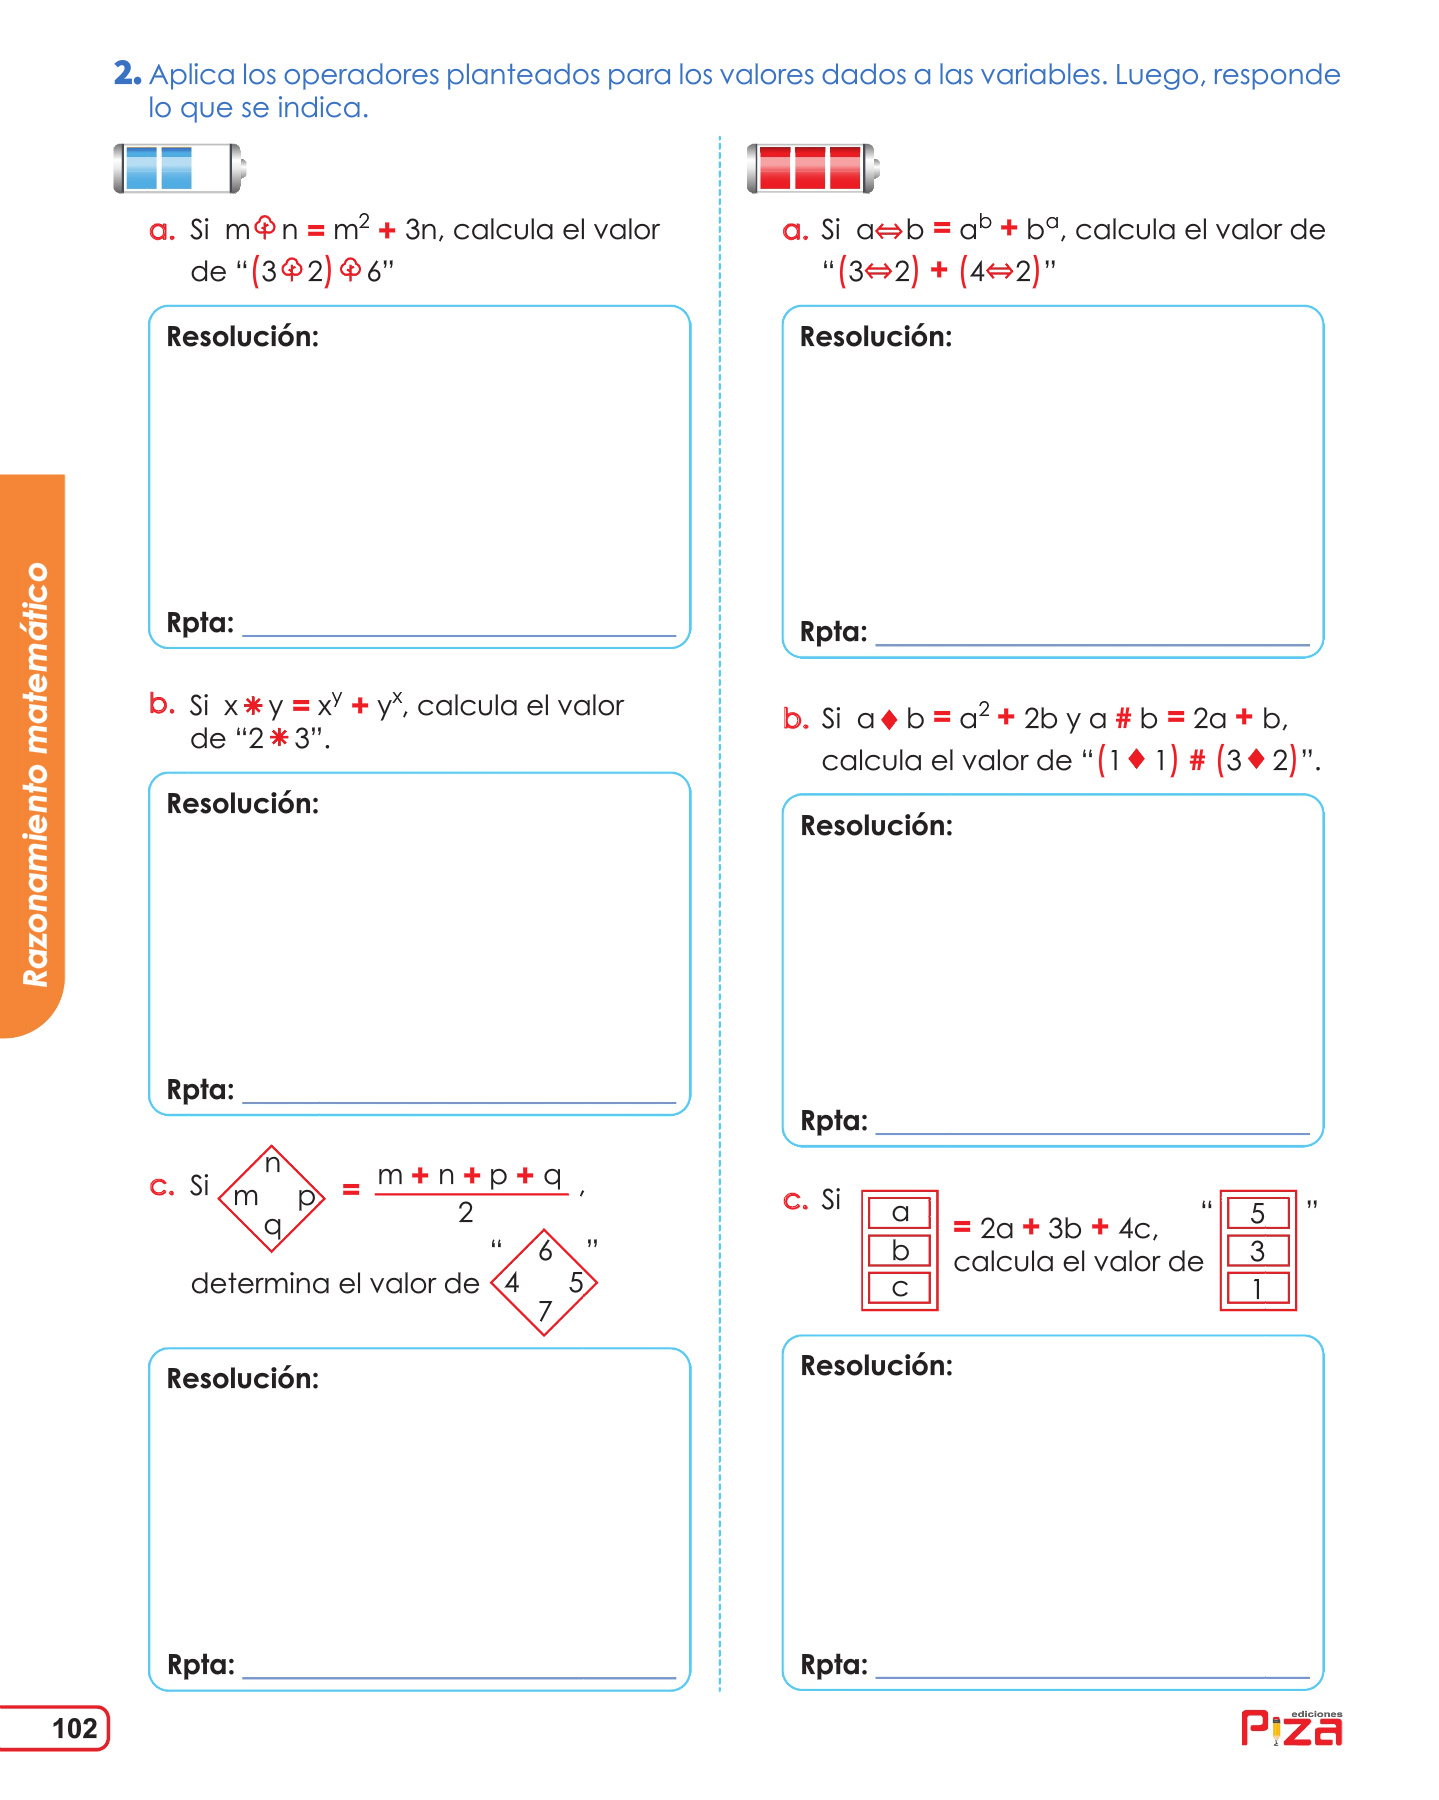 2. Aplica los operadores planteados para los valores dados a las variables. Luego, responde
lo que se indica.
a. Si m n = m² + 3n, calcula el valor
de “(3 2) 6”
Resolución:
Rpta:
b. Si x * y = xʸ + yˣ, calcula el valor
de “2 * 3”.
Resolución:
Rpta:
c. Si
n
m p
q
= m + n + p + q ,
2
determina el valor de
“ 6 ”
4 5
7
Resolución:
Rpta:
a. Si a⇔b = aᵇ + bᵃ, calcula el valor de
“(3⇔2) + (4⇔2)”
Resolución:
Rpta:
b. Si a ♦ b = a² + 2b y a # b = 2a + b,
calcula el valor de “(1 ♦ 1) # (3 ♦ 2)”.
Resolución:
Rpta:
c. Si
a
b
c
= 2a + 3b + 4c,
calcula el valor de
“ 5 ”
3
1
Resolución:
Rpta:
Razonamiento matemático
102
ediciones
Piza